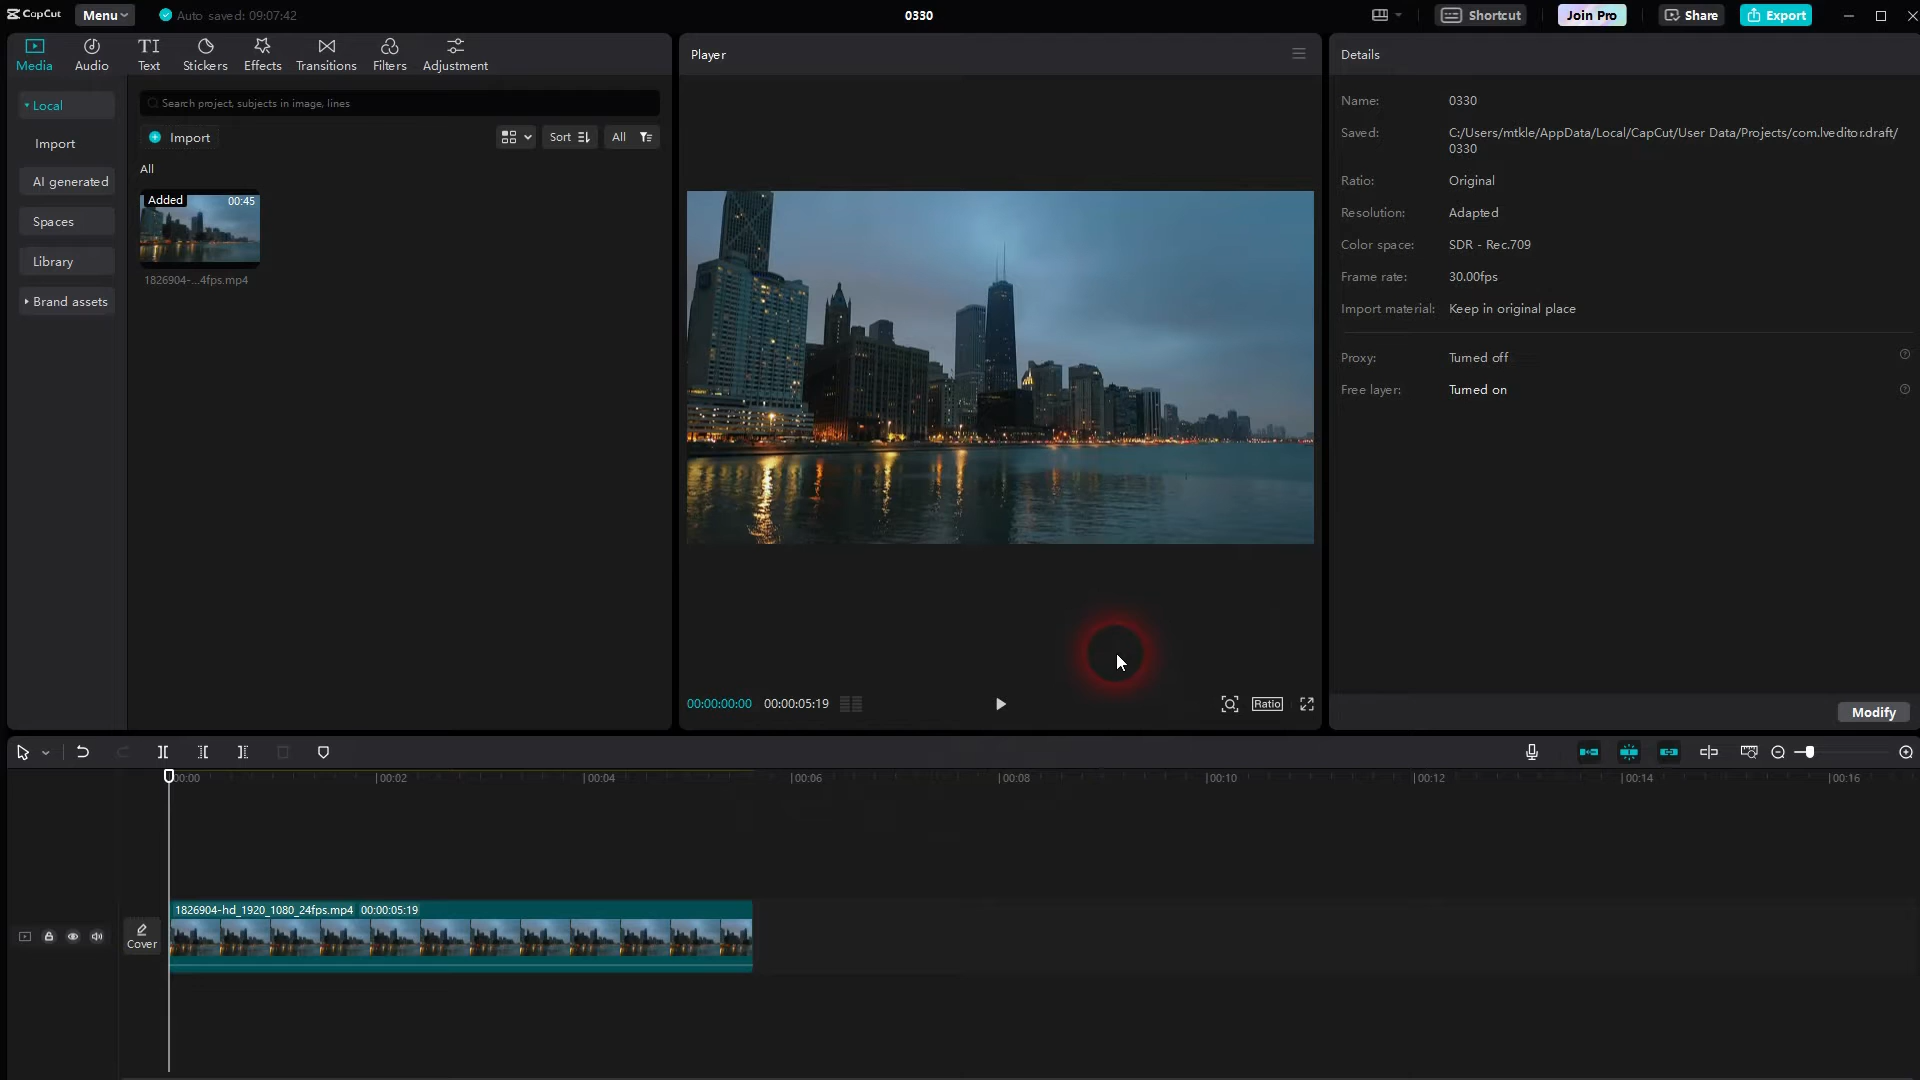 CapCut
Menu
Auto saved: 09:07:42
0330
Shortcut
Join Pro
Share
Export
Media
Audio
TI
Text
Stickers
Effects
Transitions
Filters
Adjustment
Local
Import
AI generated
Spaces
Library
Brand assets
Search project, subjects in image, lines
Import
Sort
All
All
Added
00:45
1826904-...4fps.mp4
Player
00:00:00:00
00:00:05:19
Ratio
Details
Name:
0330
Saved:
C:/Users/mtkle/AppData/Local/CapCut/User Data/Projects/com.lveditor.draft/
0330
Ratio:
Original
Resolution:
Adapted
Color space:
SDR - Rec.709
Frame rate:
30.00fps
Import material:
Keep in original place
Proxy:
Turned off
Free layer:
Turned on
Modify
00:00
00:02
00:04
00:06
00:08
00:10
00:12
00:14
00:16
1826904-hd_1920_1080_24fps.mp4 00:00:05:19
Cover